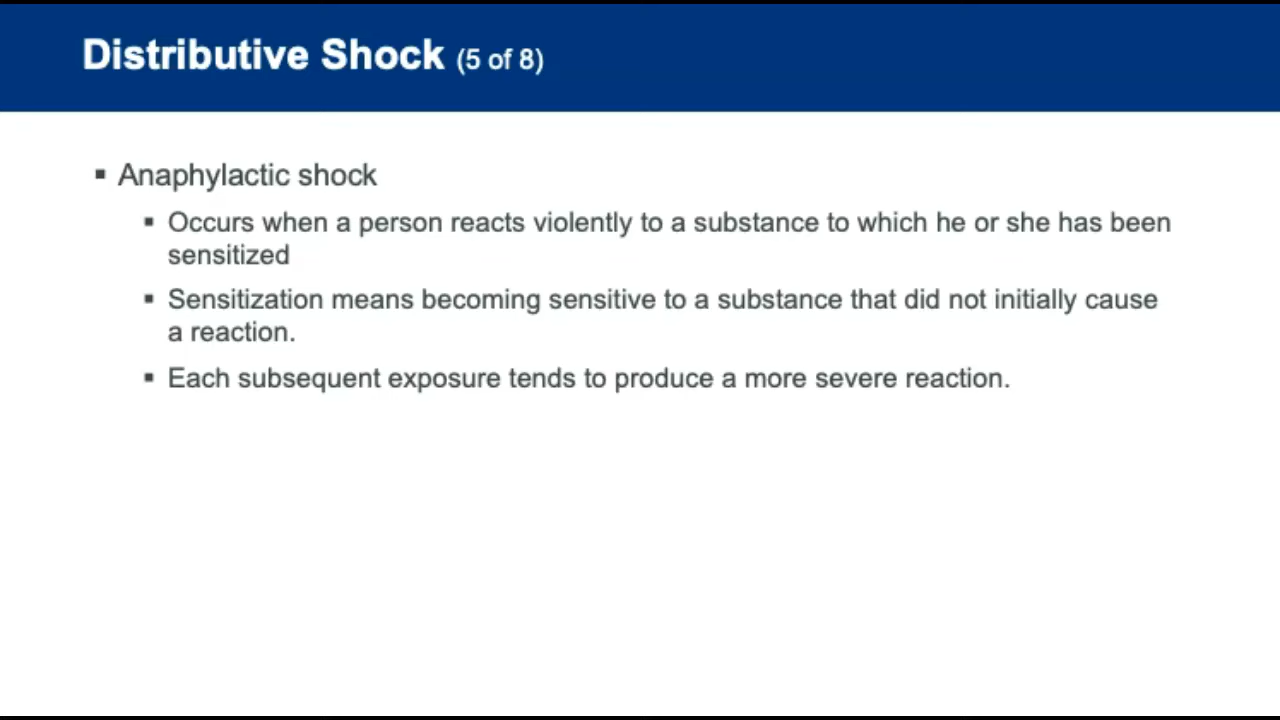 Distributive Shock (5 of 8)
▪ Anaphylactic shock
▪ Occurs when a person reacts violently to a substance to which he or she has been
sensitized
▪ Sensitization means becoming sensitive to a substance that did not initially cause
a reaction.
▪ Each subsequent exposure tends to produce a more severe reaction.